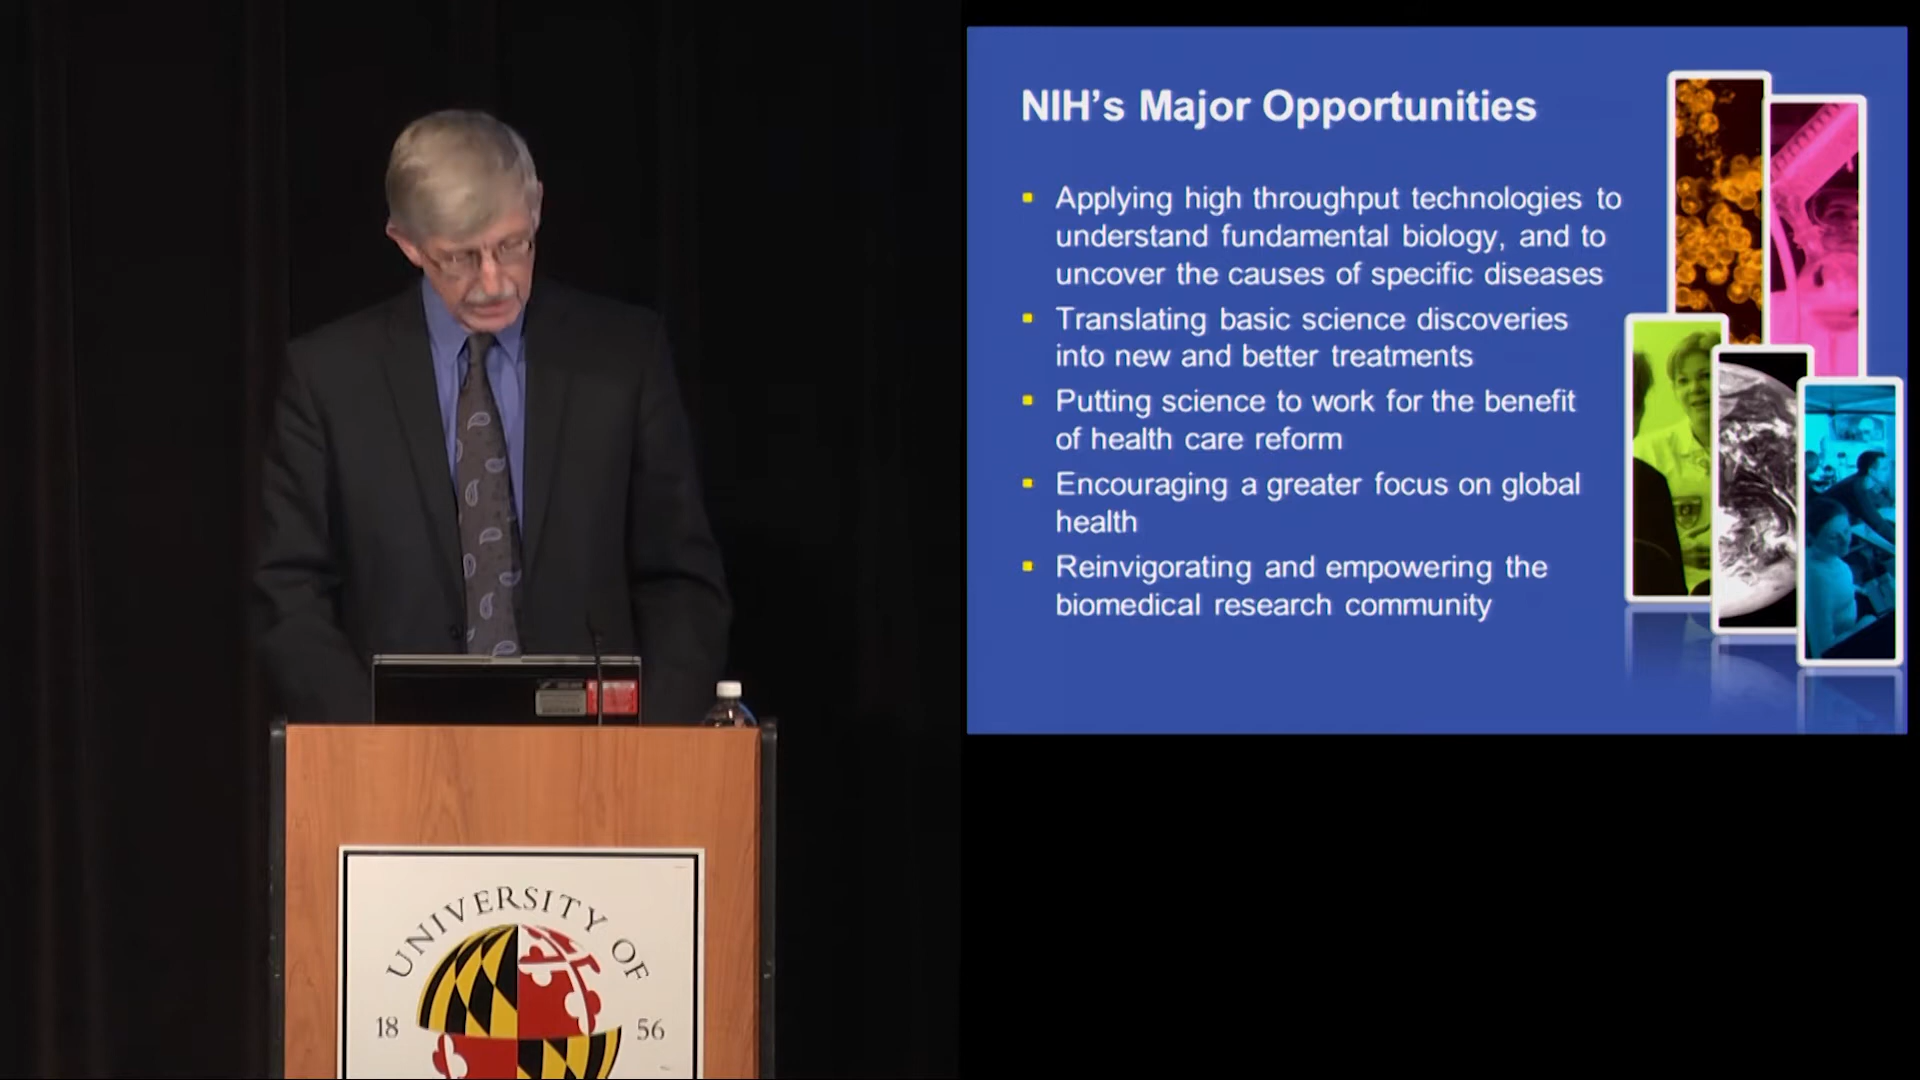 NIH’s Major Opportunities
Applying high throughput technologies to
understand fundamental biology, and to
uncover the causes of specific diseases
Translating basic science discoveries
into new and better treatments
Putting science to work for the benefit
of health care reform
Encouraging a greater focus on global
health
Reinvigorating and empowering the
biomedical research community
UNIVERSITY OF
18 56